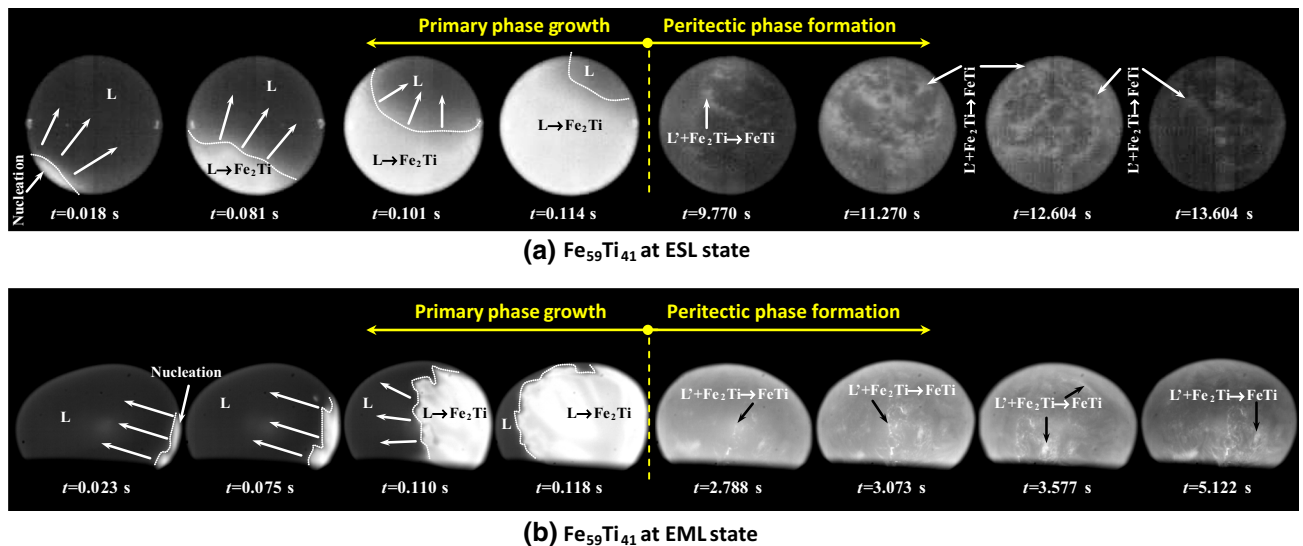 Primary phase growth
Peritectic phase formation
L
Nucleation
t=0.018 s
L
L→Fe₂Ti
t=0.081 s
L
L→Fe₂Ti
t=0.101 s
L
L→Fe₂Ti
t=0.114 s
L'+Fe₂Ti→FeTi
t=9.770 s
t=11.270 s
L'+Fe₂Ti→FeTi
t=12.604 s
L'+Fe₂Ti→FeTi
t=13.604 s
(a) Fe₅₉Ti₄₁ at ESL state
Primary phase growth
Peritectic phase formation
L
Nucleation
t=0.023 s
L
t=0.075 s
L
L→Fe₂Ti
t=0.110 s
L
L→Fe₂Ti
t=0.118 s
L'+Fe₂Ti→FeTi
t=2.788 s
L'+Fe₂Ti→FeTi
t=3.073 s
L'+Fe₂Ti→FeTi
t=3.577 s
L'+Fe₂Ti→FeTi
t=5.122 s
(b) Fe₅₉Ti₄₁ at EML state